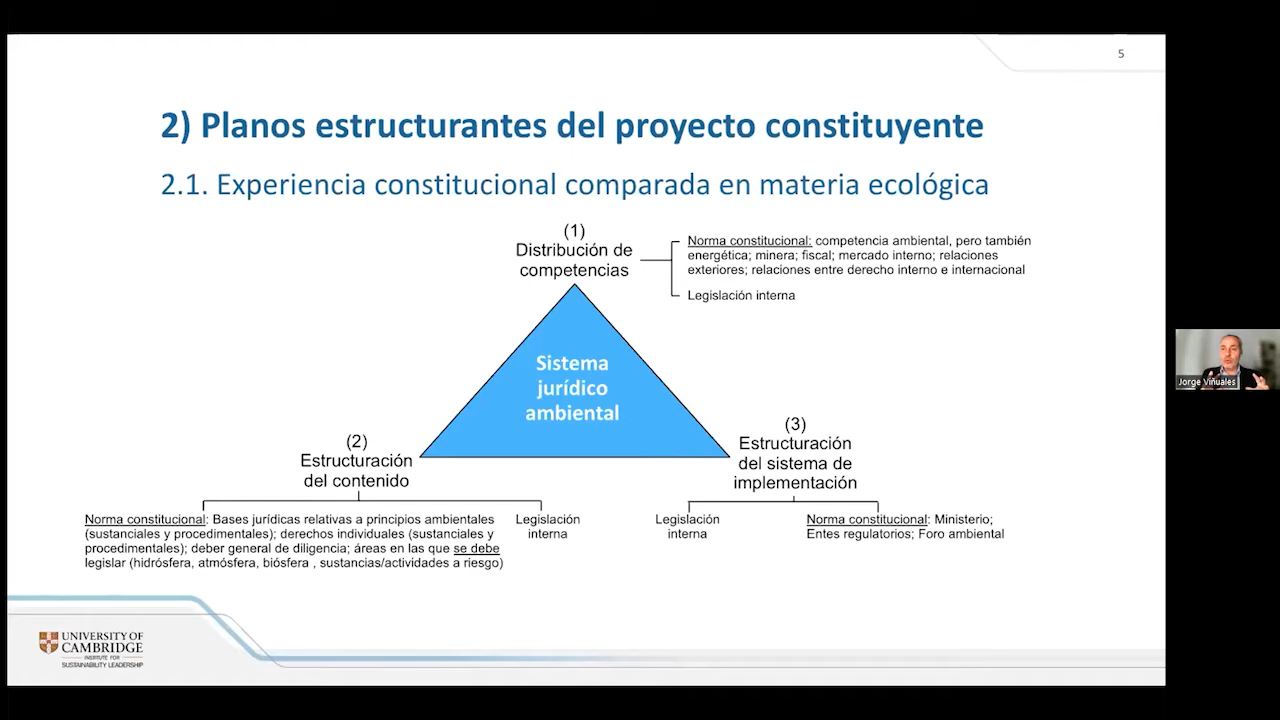 5
2) Planos estructurantes del proyecto constituyente
2.1. Experiencia constitucional comparada en materia ecológica
(1)
Distribución de
competencias
Norma constitucional: competencia ambiental, pero también
energética; minera; fiscal; mercado interno; relaciones
exteriores; relaciones entre derecho interno e internacional
Legislación interna
Sistema
jurídico
ambiental
(2)
Estructuración
del contenido
Norma constitucional: Bases jurídicas relativas a principios ambientales
(sustanciales y procedimentales); derechos individuales (sustanciales y
procedimentales); deber general de diligencia; áreas en las que se debe
legislar (hidrósfera, atmósfera, biósfera , sustancias/actividades a riesgo)
Legislación
interna
(3)
Estructuración
del sistema de
implementación
Legislación
interna
Norma constitucional: Ministerio;
Entes regulatorios; Foro ambiental
UNIVERSITY OF
CAMBRIDGE
INSTITUTE FOR
SUSTAINABILITY LEADERSHIP
Jorge Viñuales